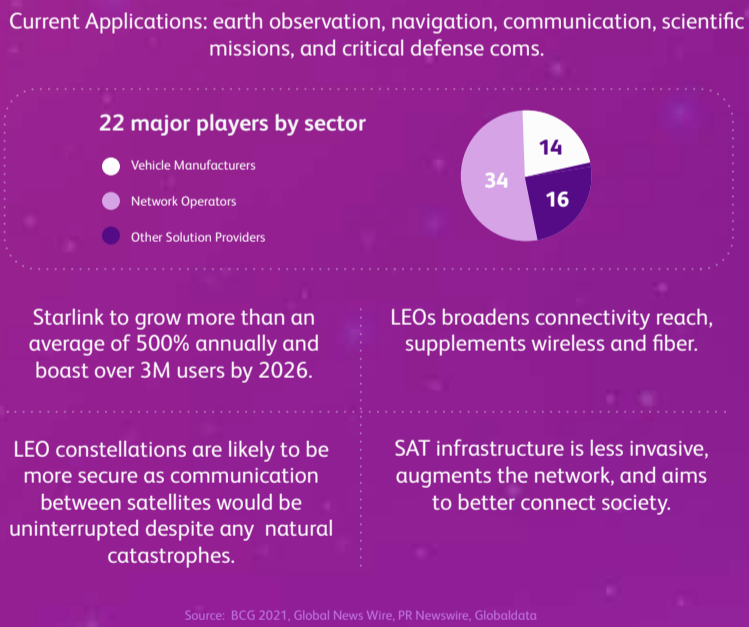 Current Applications: earth observation, navigation, communication, scientific
missions, and critical defense coms.
22 major players by sector
Vehicle Manufacturers
Network Operators
Other Solution Providers
14
34
16
Starlink to grow more than an
average of 500% annually and
boast over 3M users by 2026.
LEOs broadens connectivity reach,
supplements wireless and fiber.
LEO constellations are likely to be
more secure as communication
between satellites would be
uninterrupted despite any natural
catastrophes.
SAT infrastructure is less invasive,
augments the network, and aims
to better connect society.
Source: BCG 2021, Global News Wire, PR Newswire, Globaldata